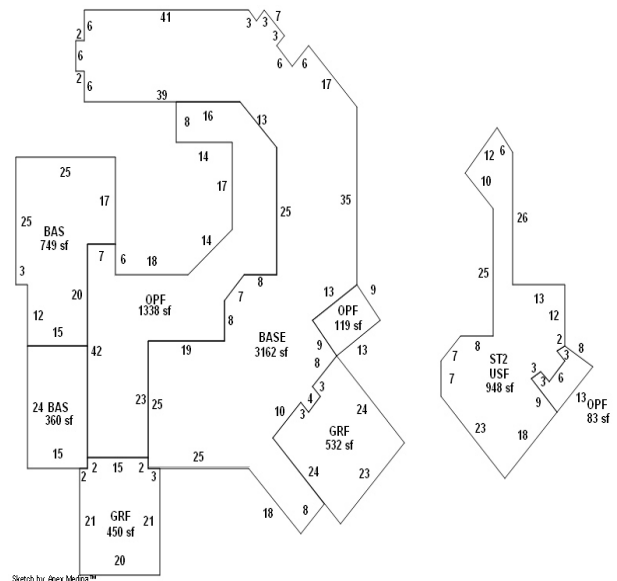 41
2 6
3 3 7
3
6
2
6
6 6
17
39
8 16
13
14
17
25
35
14
25
25
BAS
749 sf
17
3
12
15
20
7 6 18
OPF
1338 sf
8
7
8
19
BASE
3162 sf
13 9
OPF
119 sf
9
13
8
3
4
3
10
24
GRF
532 sf
24
23
42
23 25
24 BAS
360 sf
15
2 2 15 2 3
25
18
8
21 GRF 21
450 sf
20
12 6
10
26
25
13
12
8
7
7
ST2
USF
948 sf
2
3
8
3
3
6
9
13
OPF
83 sf
23
18
Sketch by Apex Medina™